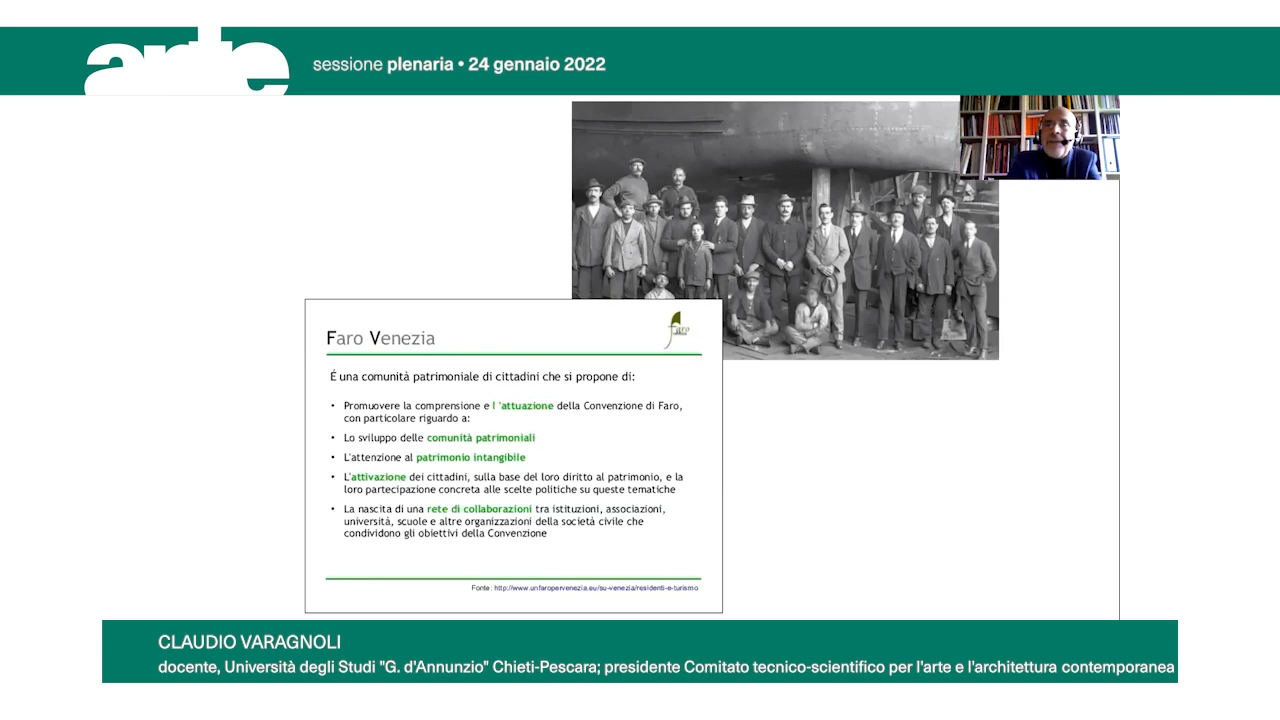 arte
sessione plenaria • 24 gennaio 2022
Faro Venezia
faro
É una comunità patrimoniale di cittadini che si propone di:
• Promuovere la comprensione e l 'attuazione della Convenzione di Faro,
con particolare riguardo a:
• Lo sviluppo delle comunità patrimoniali
• L'attenzione al patrimonio intangibile
• L'attivazione dei cittadini, sulla base del loro diritto al patrimonio, e la
loro partecipazione concreta alle scelte politiche su queste tematiche
• La nascita di una rete di collaborazioni tra istituzioni, associazioni,
università, scuole e altre organizzazioni della società civile che
condividono gli obiettivi della Convenzione
Fonte: http://www.unfaropervenezia.eu/su-venezia/residenti-e-turismo
CLAUDIO VARAGNOLI
docente, Università degli Studi "G. d'Annunzio" Chieti-Pescara; presidente Comitato tecnico-scientifico per l'arte e l'architettura contemporanea